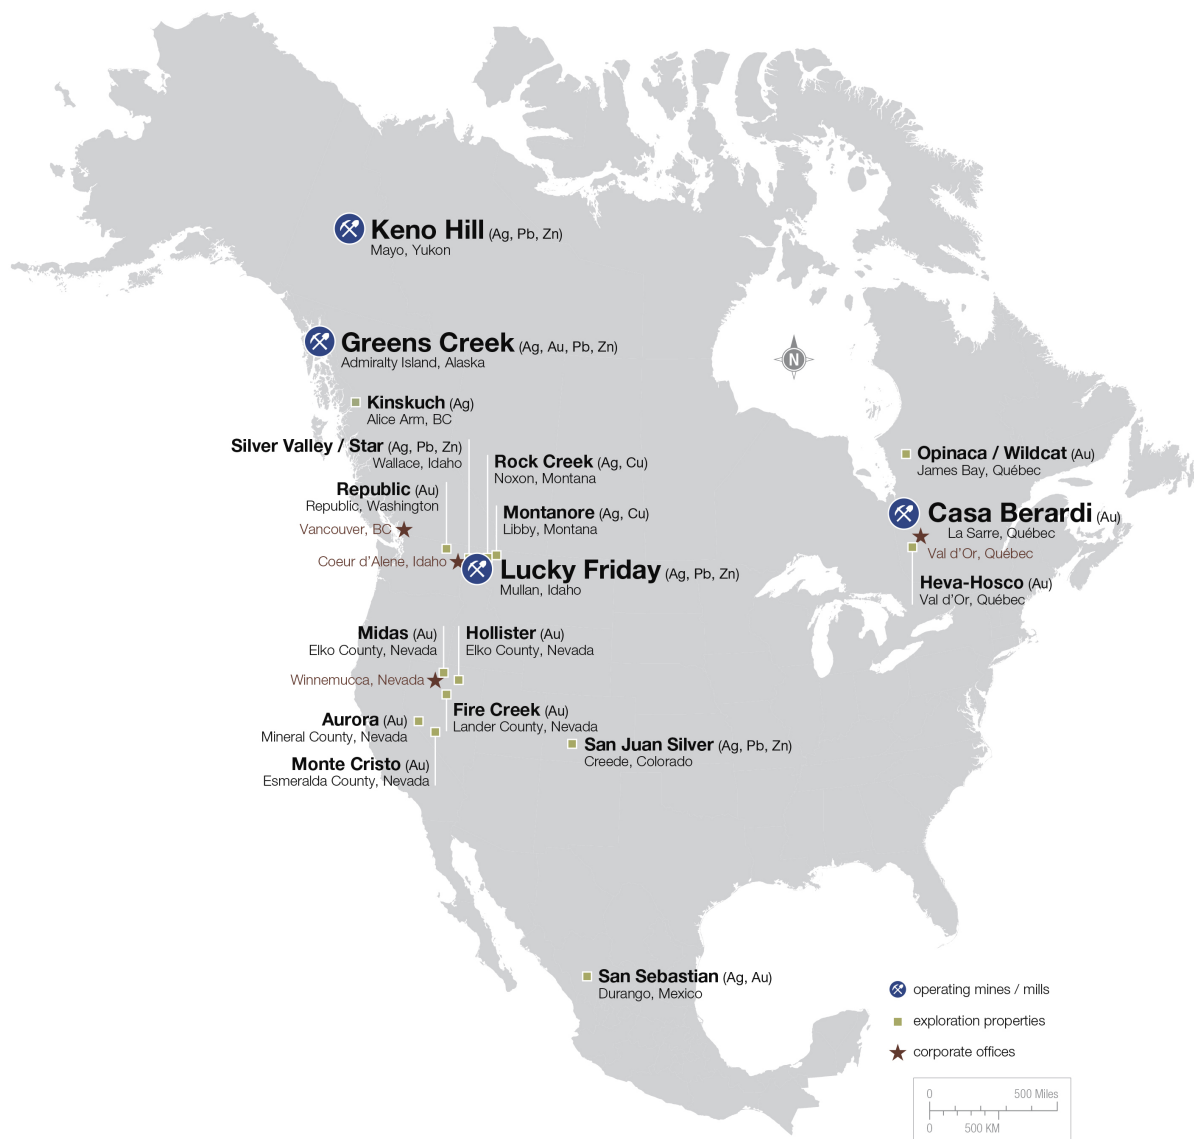 Keno Hill (Ag, Pb, Zn)
Mayo, Yukon
Greens Creek (Ag, Au, Pb, Zn)
Admiralty Island, Alaska
N
Kinskuch (Ag)
Alice Arm, BC
Silver Valley / Star (Ag, Pb, Zn)
Wallace, Idaho
Rock Creek (Ag, Cu)
Noxon, Montana
Republic (Au)
Republic, Washington
Montanore (Ag, Cu)
Libby, Montana
Vancouver, BC
Coeur d'Alene, Idaho
Lucky Friday (Ag, Pb, Zn)
Mullan, Idaho
Opinaca / Wildcat (Au)
James Bay, Québec
Casa Berardi (Au)
La Sarre, Québec
Val d'Or, Québec
Heva-Hosco (Au)
Val d'Or, Québec
Midas (Au)
Elko County, Nevada
Hollister (Au)
Elko County, Nevada
Winnemucca, Nevada
Fire Creek (Au)
Lander County, Nevada
Aurora (Au)
Mineral County, Nevada
Monte Cristo (Au)
Esmeralda County, Nevada
San Juan Silver (Ag, Pb, Zn)
Creede, Colorado
San Sebastian (Ag, Au)
Durango, Mexico
operating mines / mills
exploration properties
corporate offices
0 500 Miles
0 500 KM